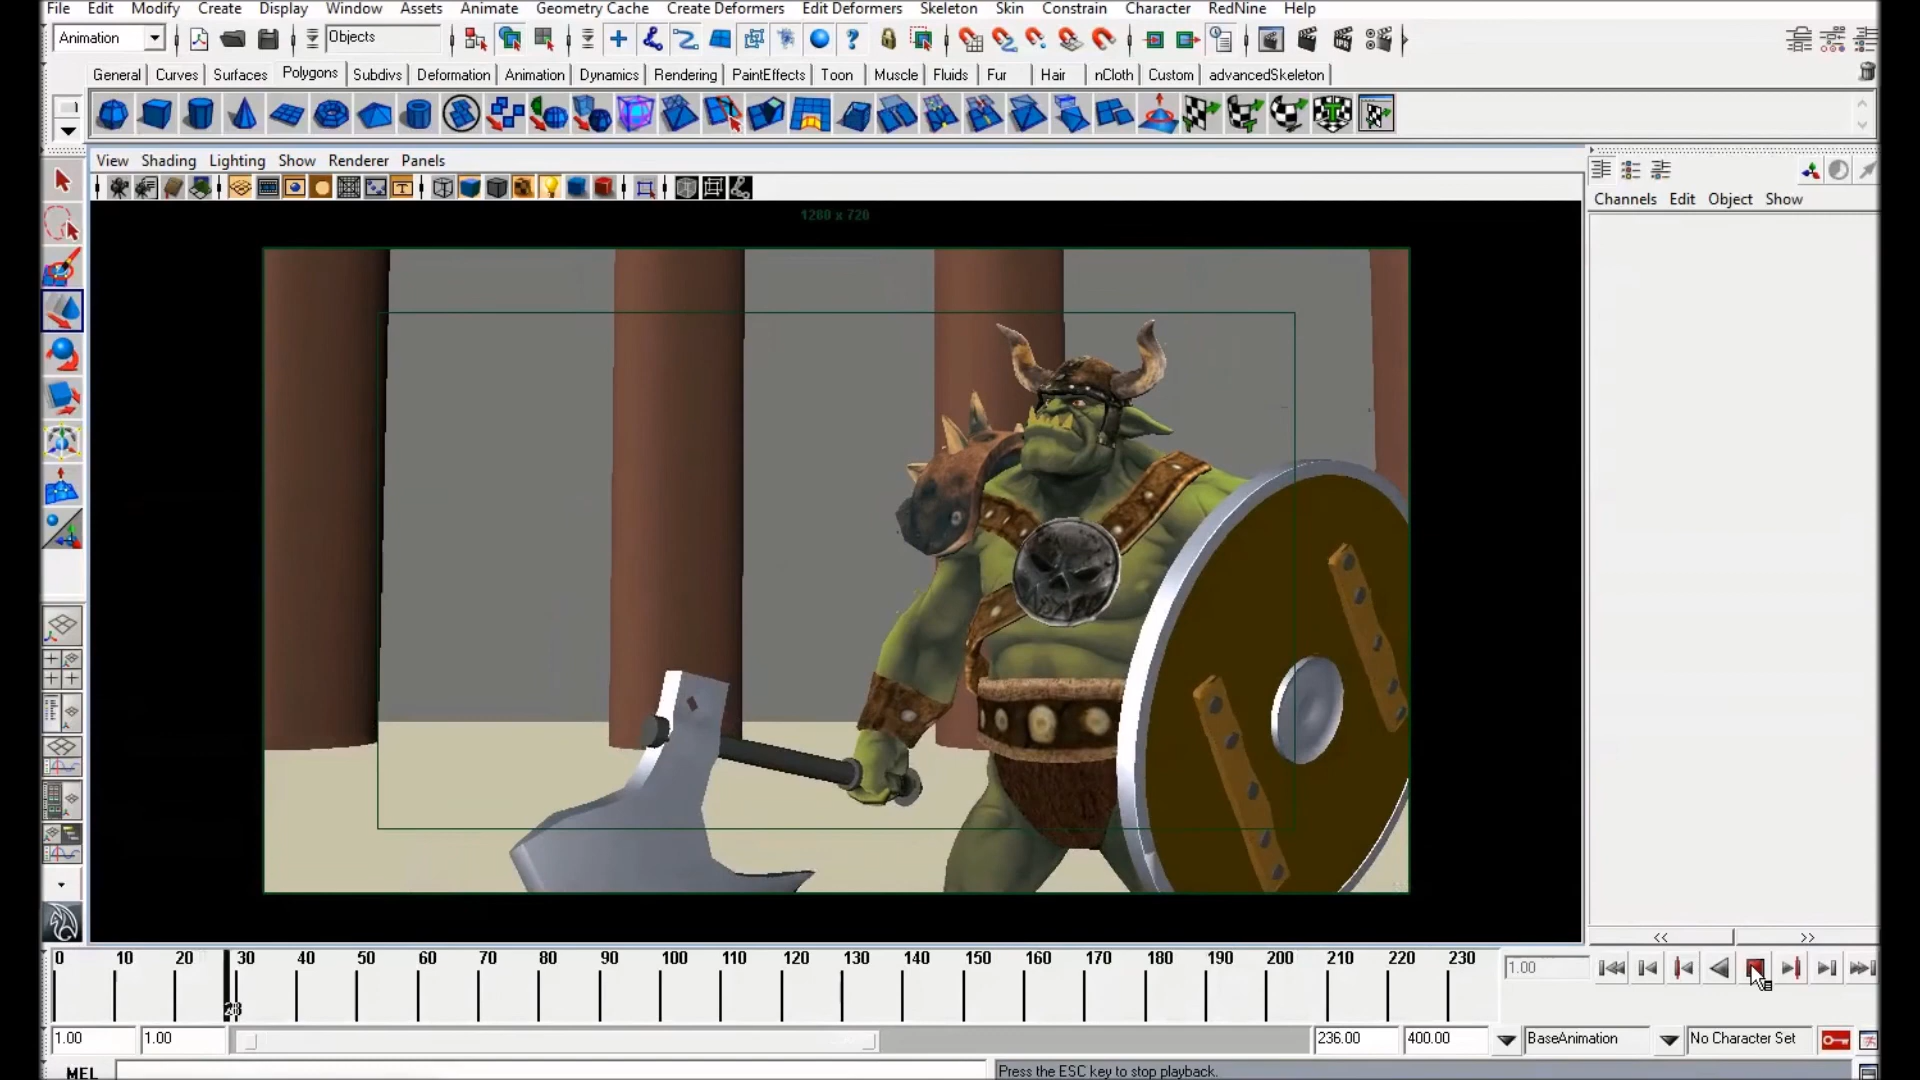 File Edit Modify Create Display Window Assets Animate Geometry Cache Create Deformers Edit Deformers Skeleton Skin Constrain Character RedNine Help
Animation Objects
General Curves Surfaces Polygons Subdivs Deformation Animation Dynamics Rendering PaintEffects Toon Muscle Fluids Fur Hair nCloth Custom advancedSkeleton
View Shading Lighting Show Renderer Panels
Channels Edit Object Show
1280 x 720
0 10 20 30 40 50 60 70 80 90 100 110 120 130 140 150 160 170 180 190 200 210 220 230
1.00
28
1.00 1.00 236.00 400.00 BaseAnimation No Character Set
MEL Press the ESC key to stop playback.